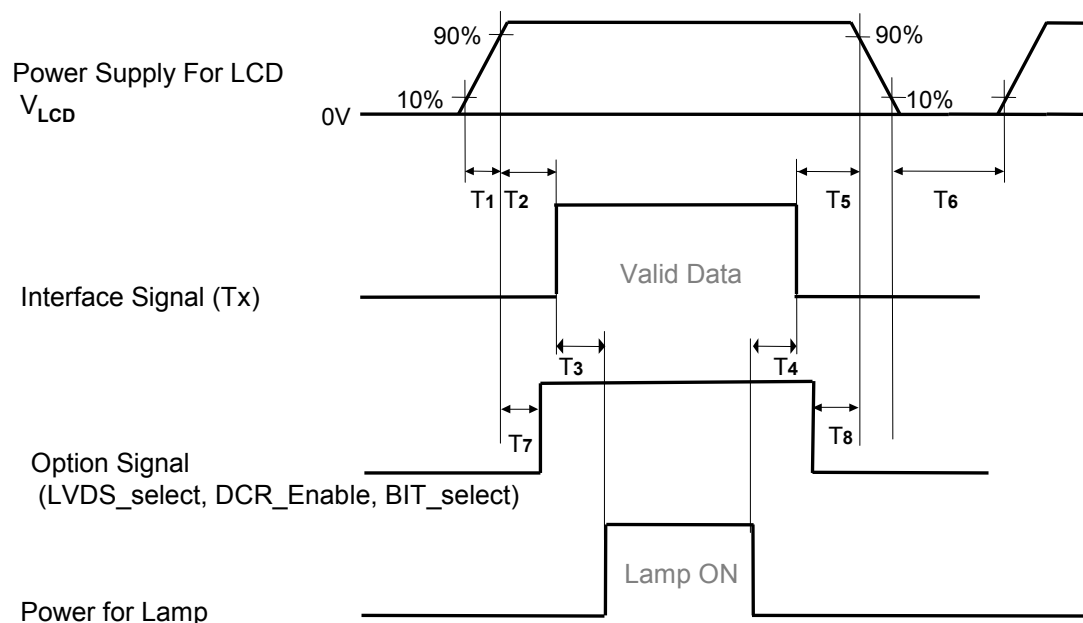 90%
90%
Power Supply For LCD
10%
10%
VLCD
0V
T1
T2
T5
T6
Valid Data
Interface Signal (Tx)
T3
T4
T7
T8
Option Signal
(LVDS_select, DCR_Enable, BIT_select)
Lamp ON
Power for Lamp